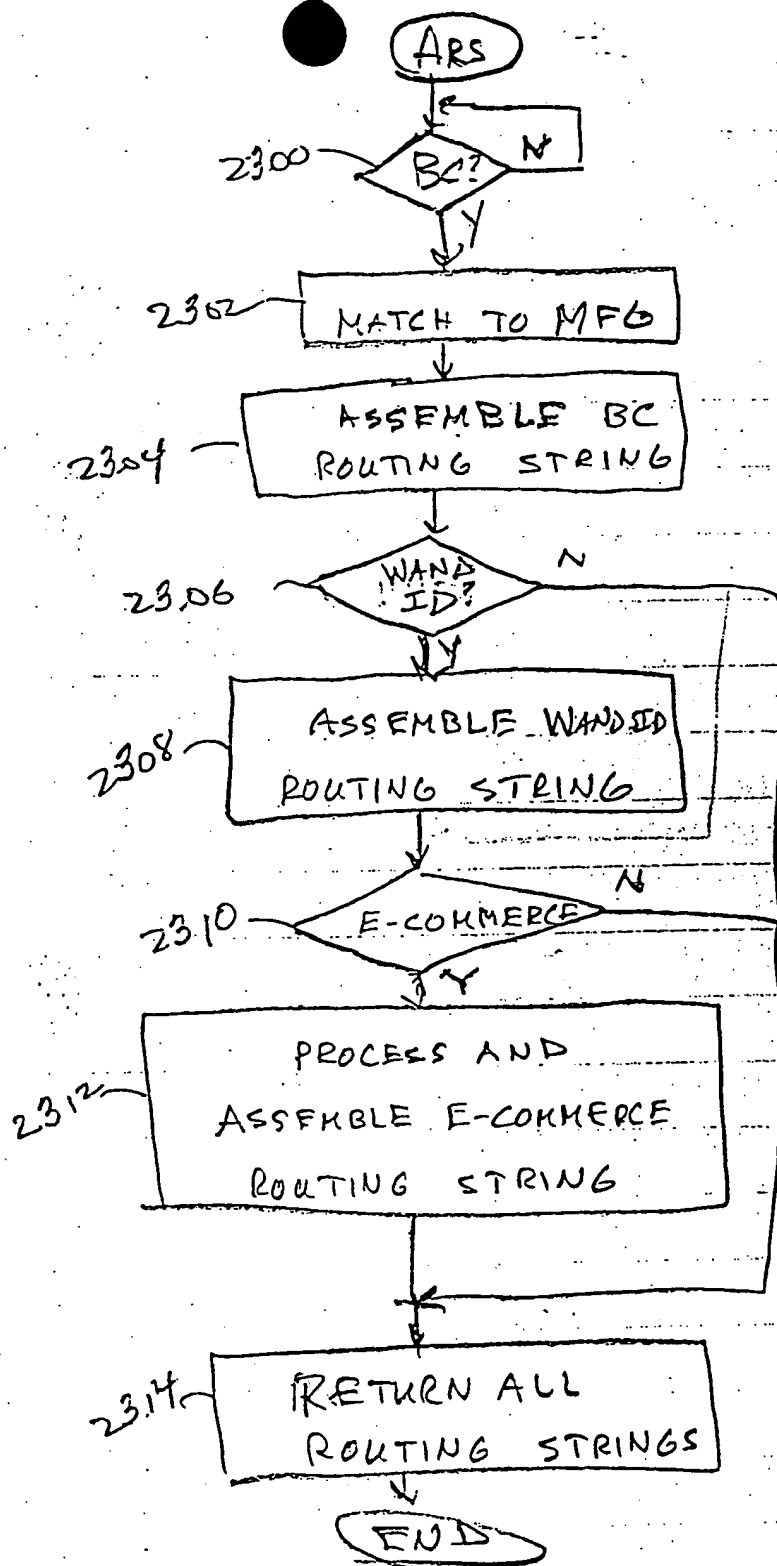 ARS
2300
BC?
N
Y
2302
MATCH TO MFG
2304
ASSEMBLE BC
ROUTING STRING
2306
WAND
ID?
N
Y
2308
ASSEMBLE WAND ID
ROUTING STRING
2310
E-COMMERCE
N
Y
2312
PROCESS AND
ASSEMBLE E-COMMERCE
ROUTING STRING
2314
RETURN ALL
ROUTING STRINGS
END